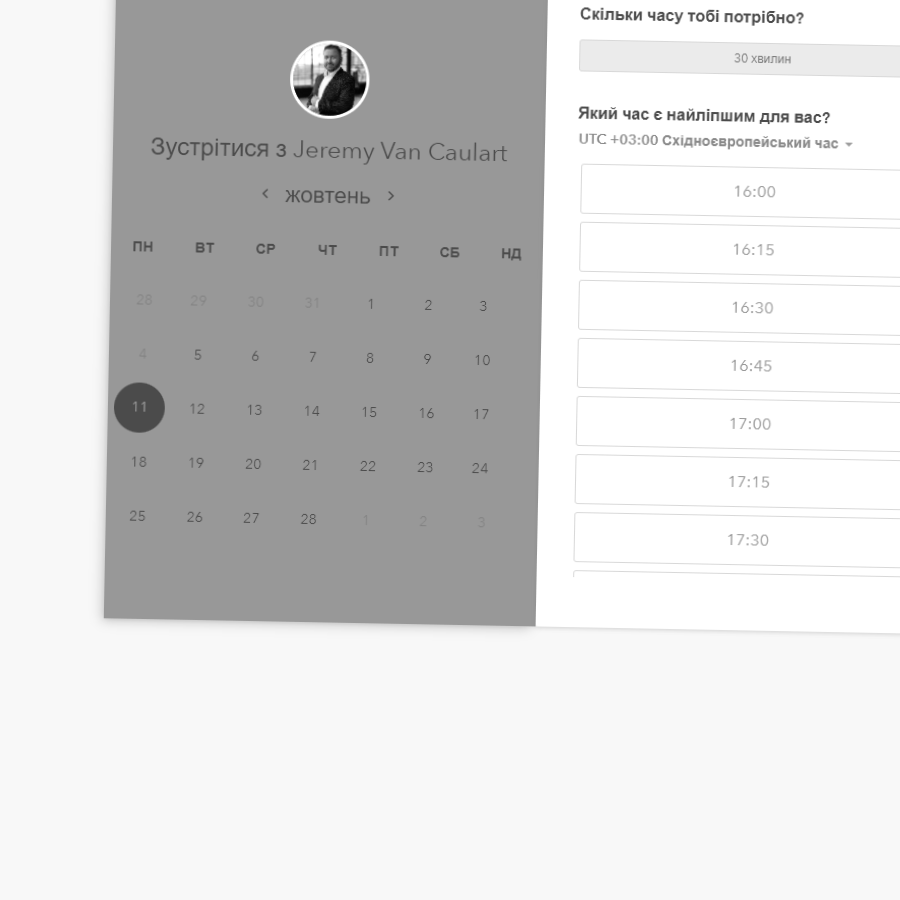 Зустрітися з Jeremy Van Caulart
< жовтень >
ПН ВТ СР ЧТ ПТ СБ НД
28 29 30 31 1 2 3
4 5 6 7 8 9 10
11 12 13 14 15 16 17
18 19 20 21 22 23 24
25 26 27 28 1 2 3
Скільки часу тобі потрібно?
30 хвилин
Який час є найліпшим для вас?
UTC +03:00 Східноєвропейський час
16:00
16:15
16:30
16:45
17:00
17:15
17:30